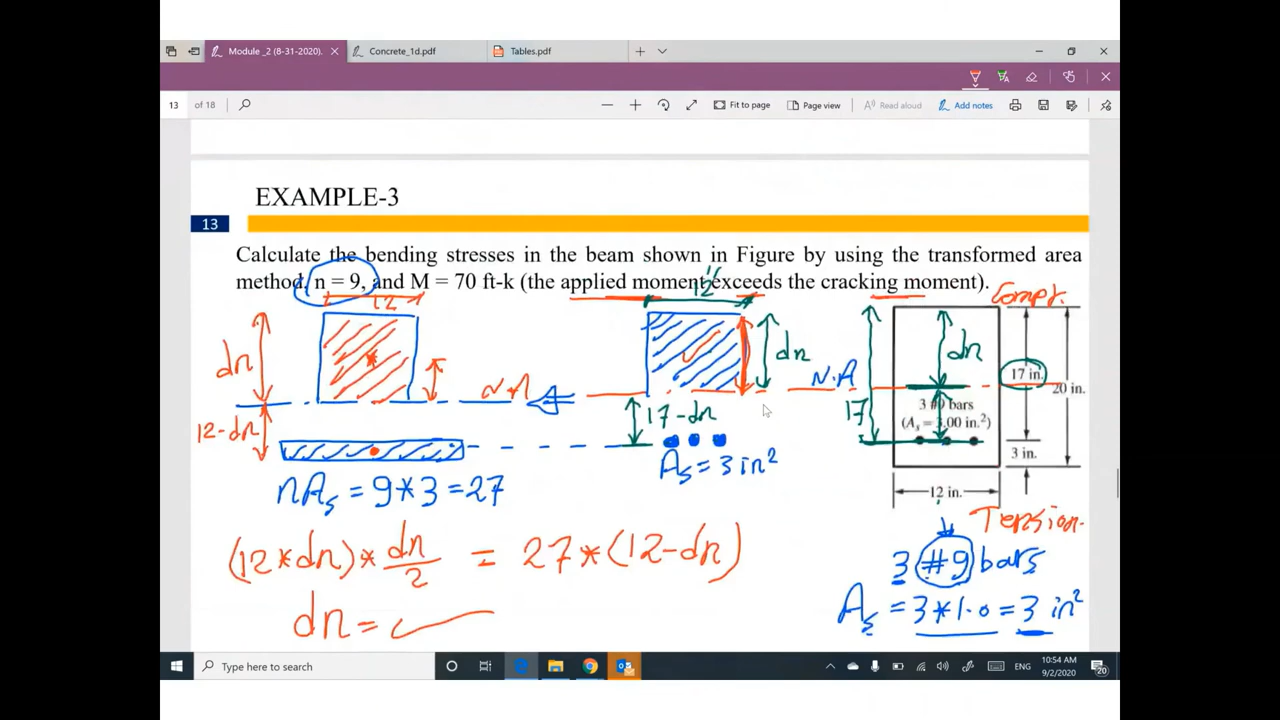 Module _2 (8-31-2020).
Concrete_1d.pdf
Tables.pdf
13 of 18
Fit to page
Page view
Read aloud
Add notes
EXAMPLE-3
13
Calculate the bending stresses in the beam shown in Figure by using the transformed area
method, n = 9, and M = 70 ft-k (the applied moment exceeds the cracking moment).
12
12"
Compr.
dn
dn
dn
17 in.
20 in.
N.A
N.A
3 #9 bars
(As = 3.00 in.²)
12-dn
17-dn
17
3 in.
As = 3 in²
nAs = 9*3 = 27
12 in.
Tension.
(12*dn)*dn/2 = 27*(12-dn)
3 #9 bars
As = 3*1.0 = 3 in²
dn =
Type here to search
ENG
10:54 AM
9/2/2020
20